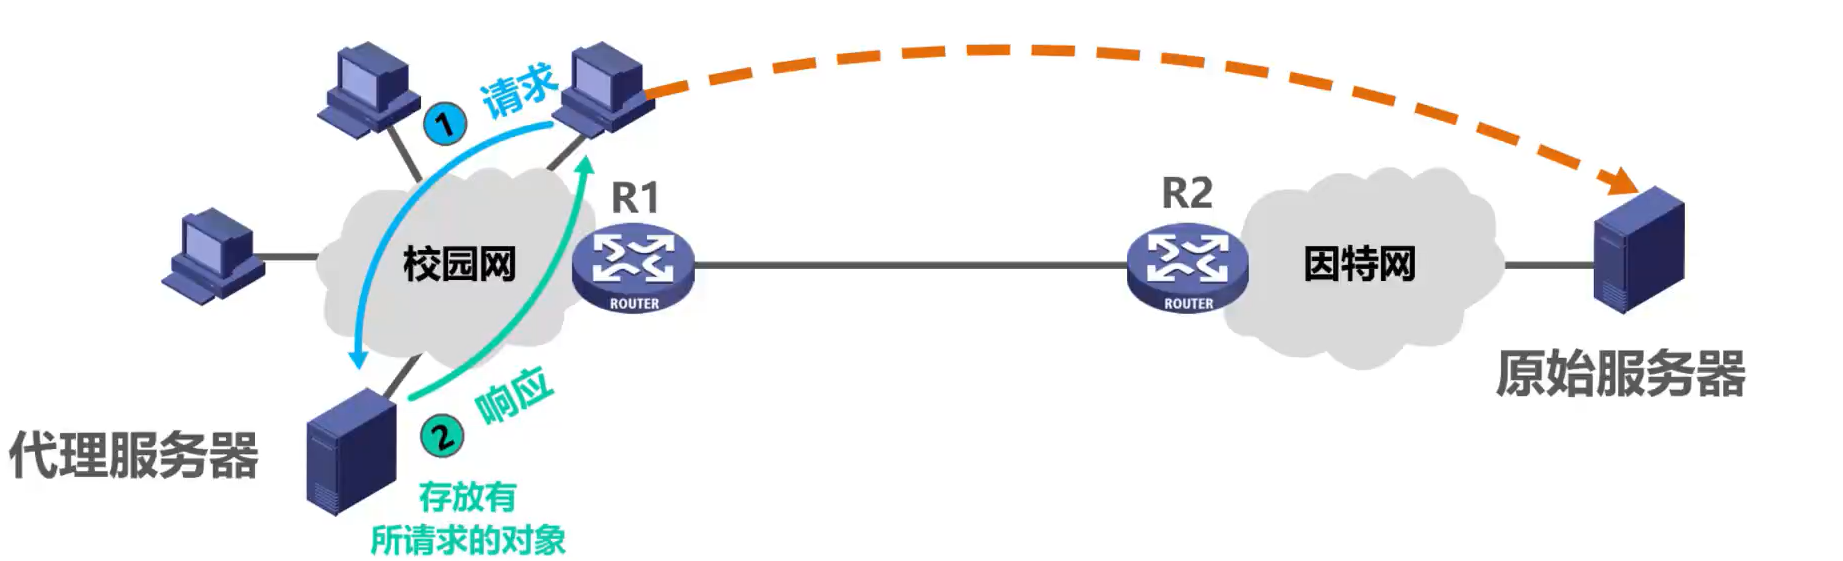 1 请求
R1
R2
校园网
ROUTER
ROUTER
因特网
原始服务器
代理服务器
2 响应
存放有
所请求的对象